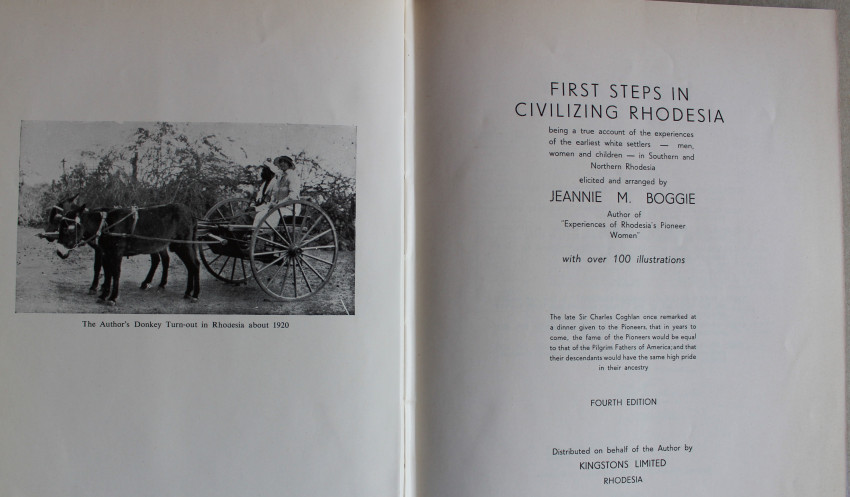 The Author's Donkey Turn-out in Rhouesia about 1920
FIRST STEPS IN
CIVILIZING RHODESIA
being a true account of the experiences
of the earliest white settlers — men,
women and children — in Southern and
Northern Rhodesia
elicited and arranged by
JEANNIE M. BOGGIE
Author of
"Experiences of Rhodesia's Pioneer
Women"
with over 100 illustrations
The late Sir Charles Coghlan once remarked at
a dinner given to the Pioneers, that in years to
come, the fame of the Pioneers would be equal
to that of the Pilgrim Fathers of America; and that
their descendants would have the same high pride
in their ancestry
FOURTH EDITION
Distributed on behalf of the Author by
KINGSTONS LIMITED
RHODESIA